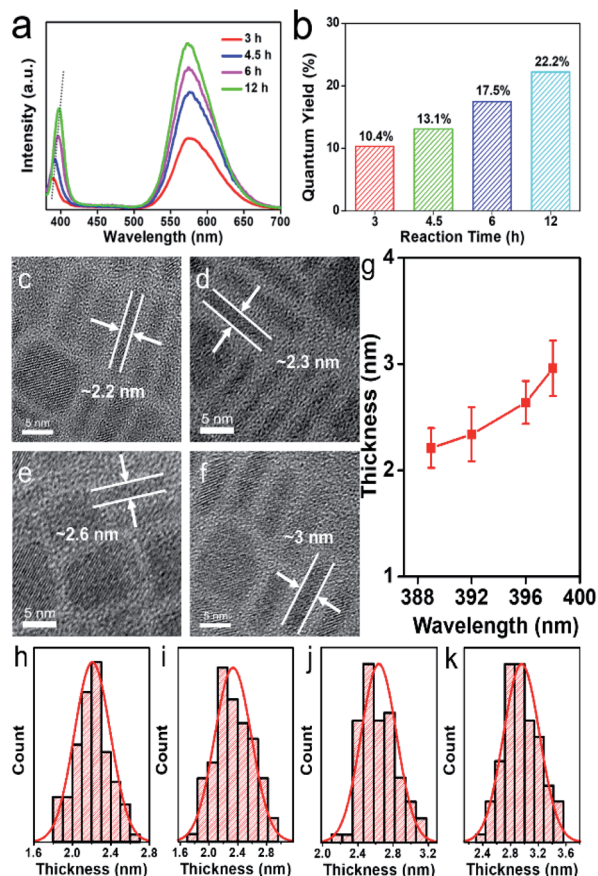 a
Intensity (a.u.)
3 h
4.5 h
6 h
12 h
400 450 500 550 600 650 700
Wavelength (nm)
b
Quantum Yield (%)
30
20
10
0
10.4%
13.1%
17.5%
22.2%
3 4.5 6 12
Reaction Time (h)
c
~2.2 nm
5 nm
d
~2.3 nm
5 nm
e
~2.6 nm
5 nm
f
~3 nm
5 nm
g
Thickness (nm)
4
3
2
1
388 392 396 400
Wavelength (nm)
h
Count
1.6 2.0 2.4 2.8
Thickness (nm)
i
Count
1.6 2.0 2.4 2.8
Thickness (nm)
j
Count
2.0 2.4 2.8 3.2
Thickness (nm)
k
Count
2.4 2.8 3.2 3.6
Thickness (nm)